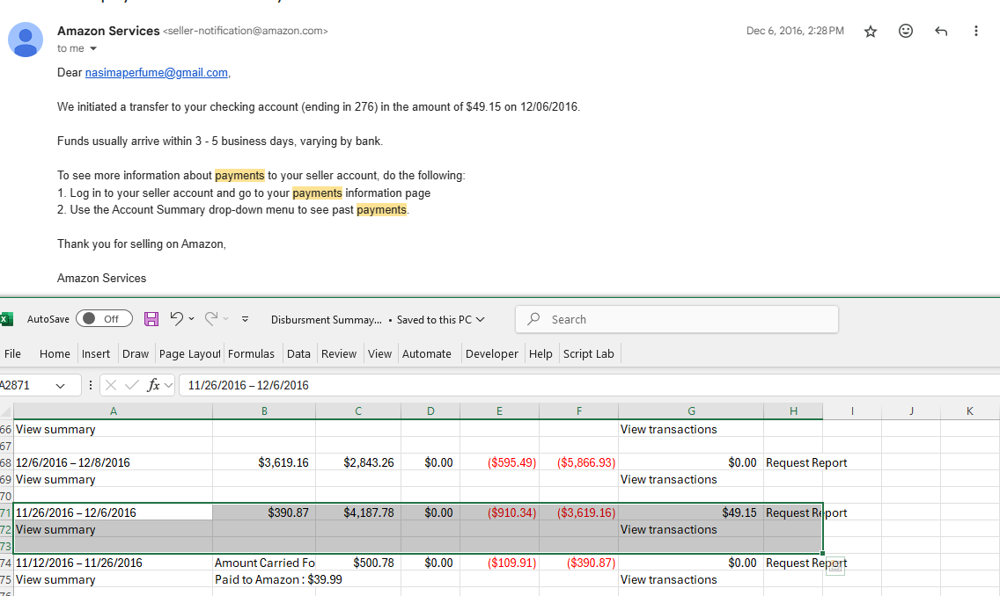 Amazon Services <seller-notification@amazon.com>
Dec 6, 2016, 2:28 PM
to me
Dear nasimaperfume@gmail.com,
We initiated a transfer to your checking account (ending in 276) in the amount of $49.15 on 12/06/2016.
Funds usually arrive within 3 - 5 business days, varying by bank.
To see more information about payments to your seller account, do the following:
1. Log in to your seller account and go to your payments information page
2. Use the Account Summary drop-down menu to see past payments.
Thank you for selling on Amazon,
Amazon Services
AutoSave Off Disbursment Summay... • Saved to this PC Search
File Home Insert Draw Page Layout Formulas Data Review View Automate Developer Help Script Lab
A2871 fx 11/26/2016 – 12/6/2016
A B C D E F G H I J K
66 View summary View transactions
67
68 12/6/2016 – 12/8/2016 $3,619.16 $2,843.26 $0.00 ($595.49) ($5,866.93) $0.00 Request Report
69 View summary View transactions
70
71 11/26/2016 – 12/6/2016 $390.87 $4,187.78 $0.00 ($910.34) ($3,619.16) $49.15 Request Report
72 View summary View transactions
73
74 11/12/2016 – 11/26/2016 Amount Carried Fo $500.78 $0.00 ($109.91) ($390.87) $0.00 Request Report
75 View summary Paid to Amazon : $39.99 View transactions